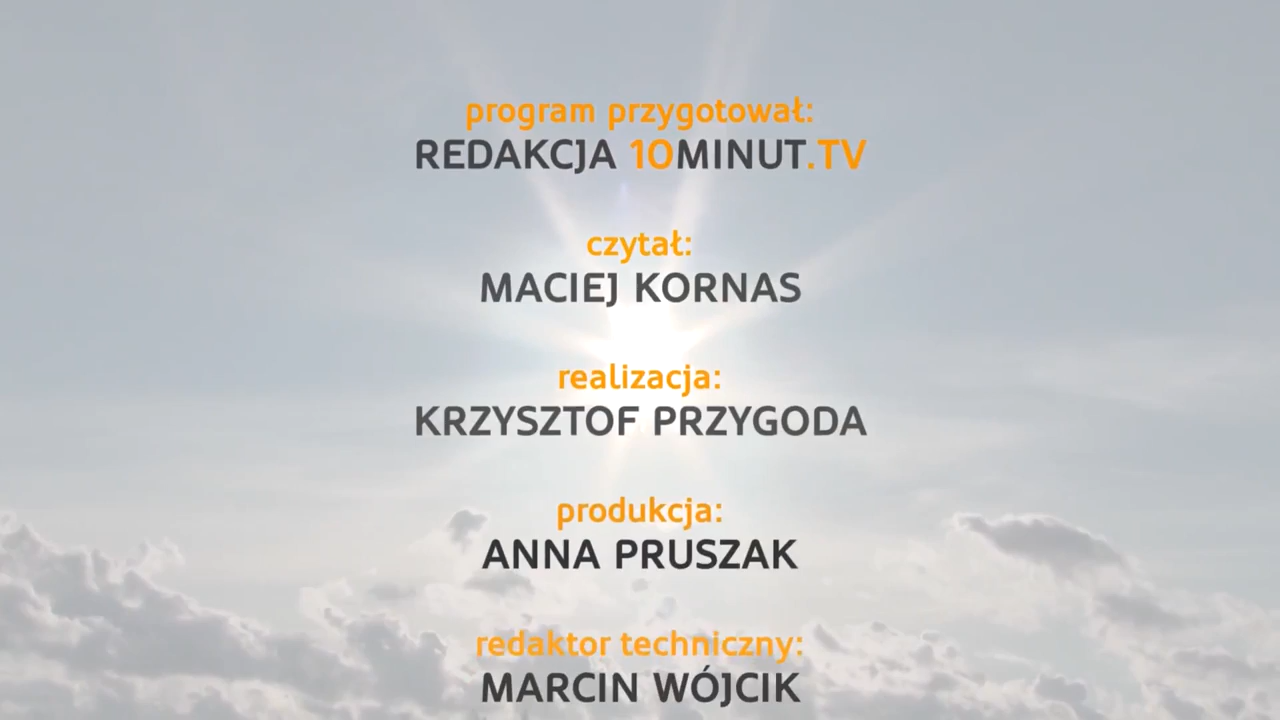 program przygotował:
REDAKCJA 10MINUT.TV
czytał:
MACIEJ KORNAS
realizacja:
KRZYSZTOF PRZYGODA
produkcja:
ANNA PRUSZAK
redaktor techniczny:
MARCIN WÓJCIK